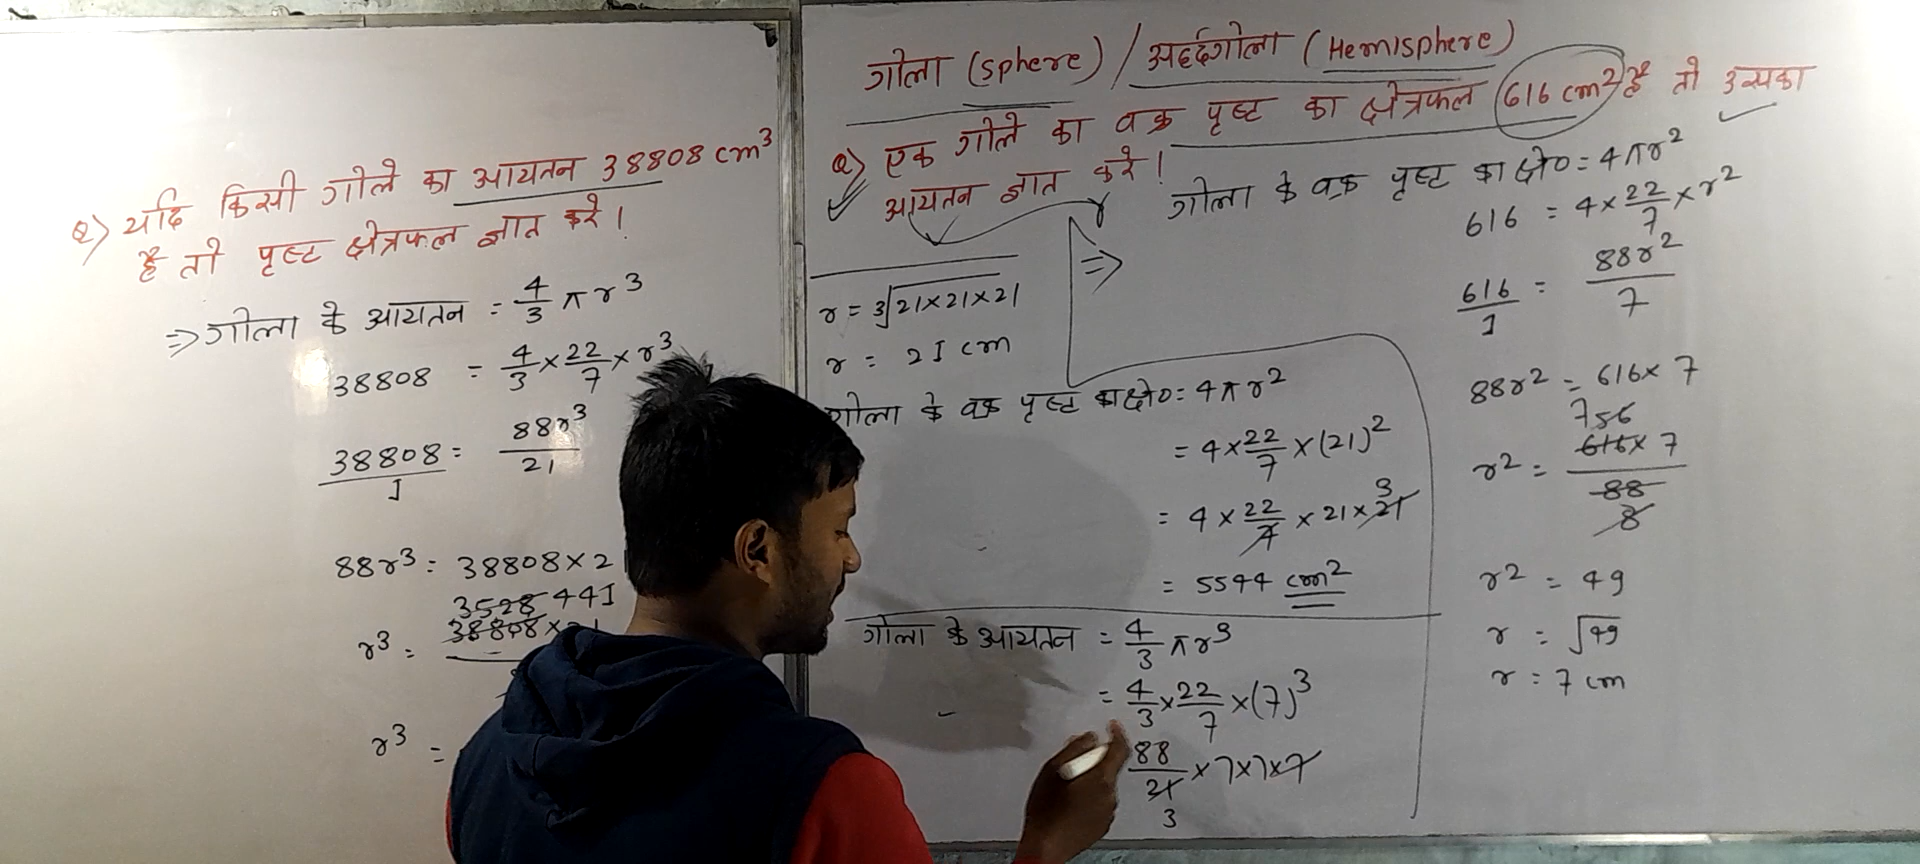 Q) यदि किसी गोले का आयतन 38808 cm³
है तो पृष्ट क्षेत्रफल ज्ञात करे।
⇒ गोला के आयतन = 4/3 π r³
38808 = 4/3 × 22/7 × r³
38808/1 = 88r³/21
88r³ = 38808 × 2
3528 441
r³ = 38808 × 21
r³ =
गोला (sphere) / अर्द्धगोला (Hemisphere)
Q) एक गोले का वक्र पृष्ट का क्षेत्रफल 616 cm² है तो उसका
आयतन ज्ञात करे।
r = ³√21×21×21
r = 21 cm
गोला के वक्र पृष्ट का क्षे० = 4πr²
= 4 × 22/7 × (21)²
= 4 × 22/7 × 21 × 21
3
= 5544 cm²
गोला के आयतन = 4/3 π r³
= 4/3 × 22/7 × (7)³
88/21 × 7×7×7
3
r
⇒ गोला के वक्र पृष्ट का क्षे० = 4πr²
616 = 4 × 22/7 × r²
616/1 = 88r²/7
88r² = 616 × 7
756
r² = 616×7/88
8
r² = 49
r = √49
r = 7 cm